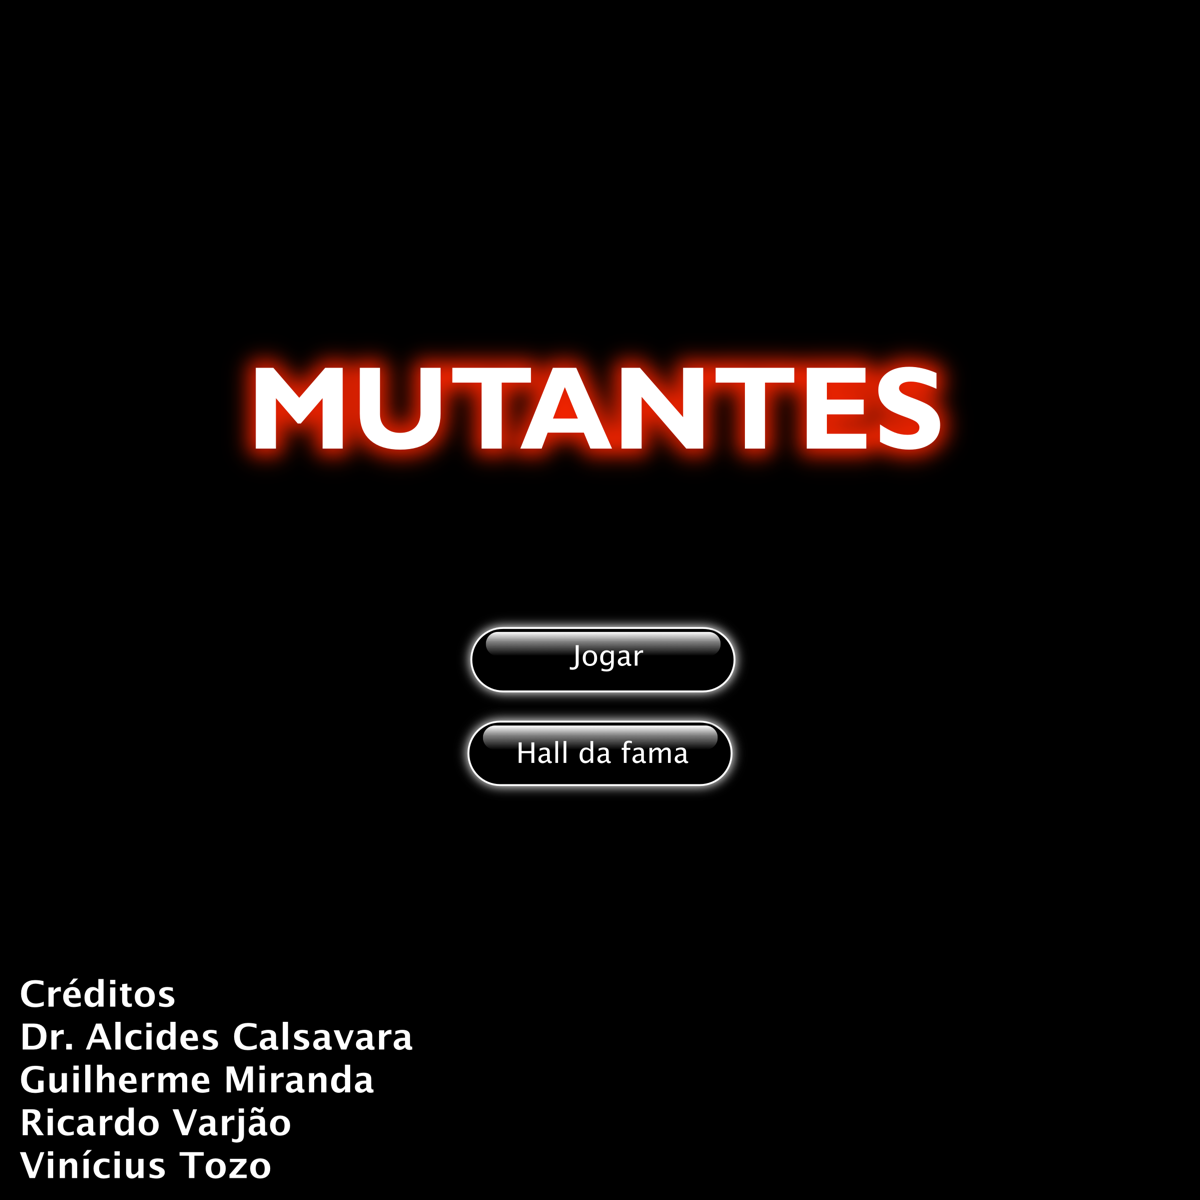 MUTANTES
Jogar
Hall da fama
Créditos
Dr. Alcides Calsavara
Guilherme Miranda
Ricardo Varjão
Vinícius Tozo